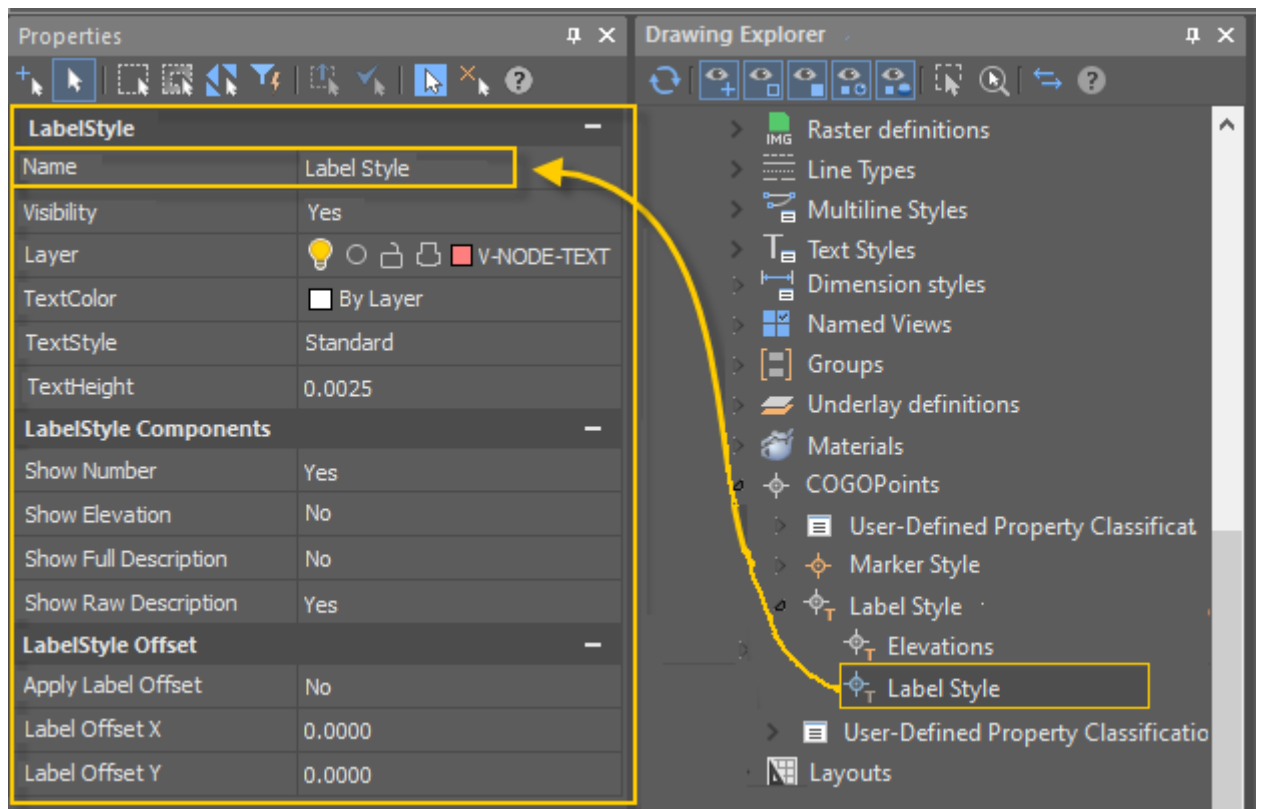 Properties
LabelStyle
Name Label Style
Visibility Yes
Layer V-NODE-TEXT
TextColor By Layer
TextStyle Standard
TextHeight 0.0025
LabelStyle Components
Show Number Yes
Show Elevation No
Show Full Description No
Show Raw Description Yes
LabelStyle Offset
Apply Label Offset No
Label Offset X 0.0000
Label Offset Y 0.0000
Drawing Explorer
IMG Raster definitions
Line Types
Multiline Styles
Text Styles
Dimension styles
Named Views
Groups
Underlay definitions
Materials
COGOPoints
User-Defined Property Classificat
Marker Style
Label Style
Elevations
Label Style
User-Defined Property Classificatio
Layouts